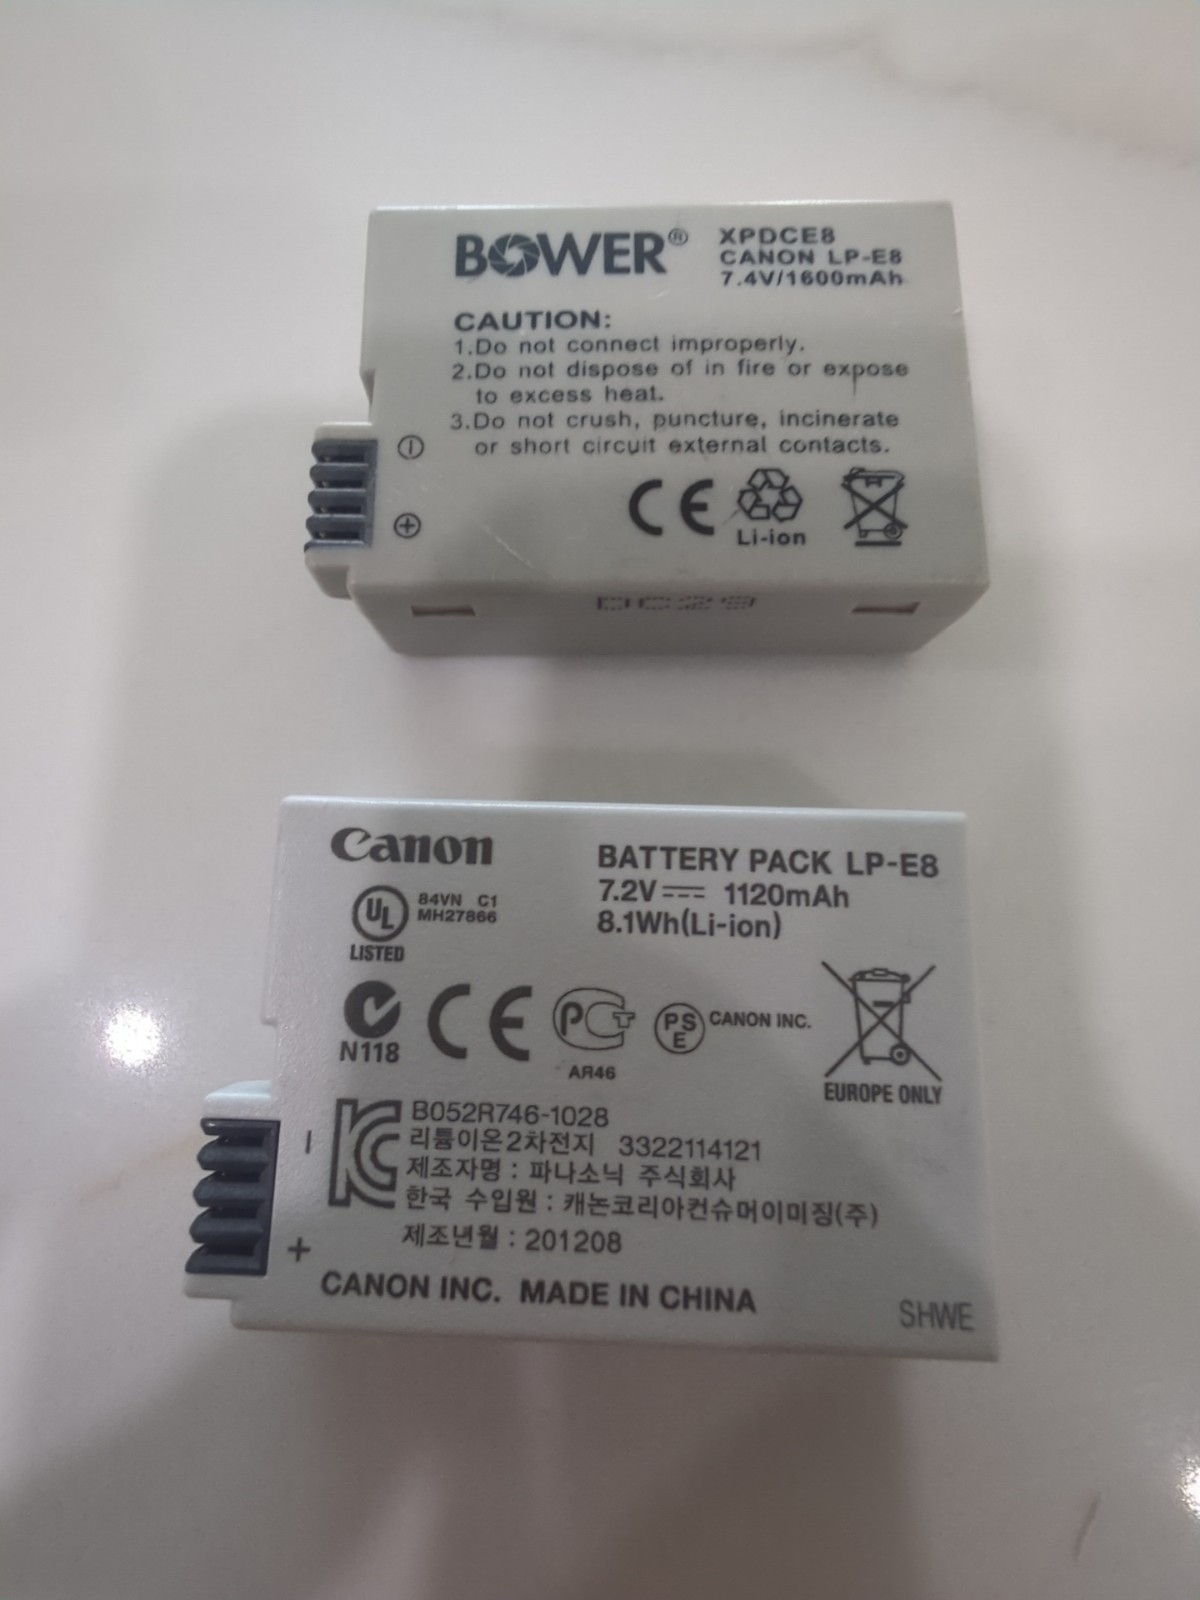 BOWER®
XPDCE8
CANON LP-E8
7.4V/1600mAh
CAUTION:
1.Do not connect improperly.
2.Do not dispose of in fire or expose
to excess heat.
3.Do not crush, puncture, incinerate
or short circuit external contacts.
CE
Li-ion
Canon
BATTERY PACK LP-E8
7.2V 1120mAh
8.1Wh(Li-ion)
UL
LISTED
84VN C1
MH27866
N118
CE
PCT
AR46
PSE
CANON INC.
EUROPE ONLY
B052R746-1028
리튬이온2차전지 3322114121
제조자명 : 파나소닉 주식회사
한국 수입원 : 캐논코리아컨슈머이미징(주)
제조년월 : 201208
- +
CANON INC. MADE IN CHINA
SHWE